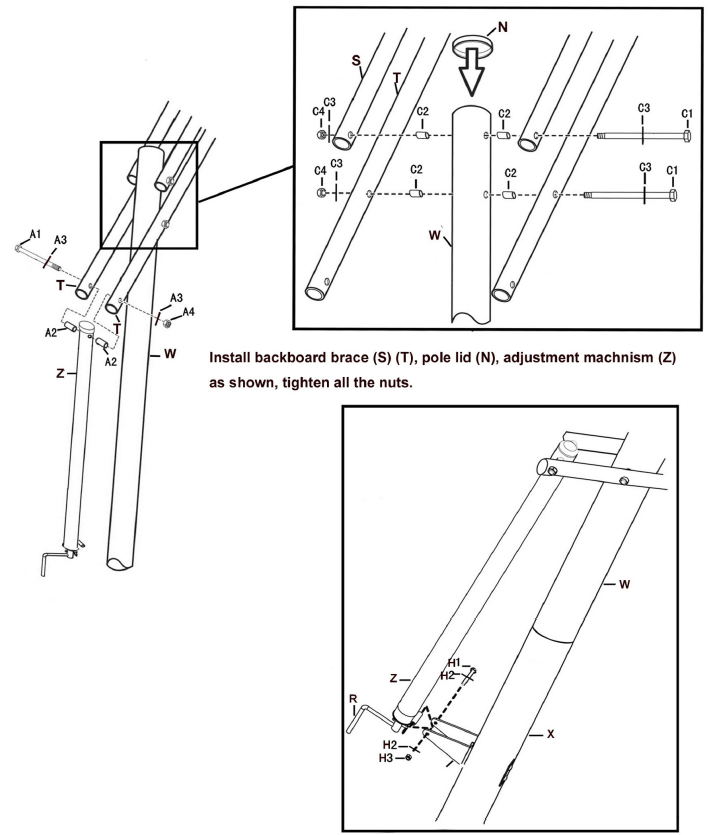 N
S
T
C3
C4
C2
C2
C3
C1
C3
C4
C2
C2
C3
C1
W
A1
A3
T
A3
A4
T
A2
A2
W
Z
Install backboard brace (S) (T), pole lid (N), adjustment machnism (Z)
as shown, tighten all the nuts.
W
H1
H2
Z
R
X
H2
H3